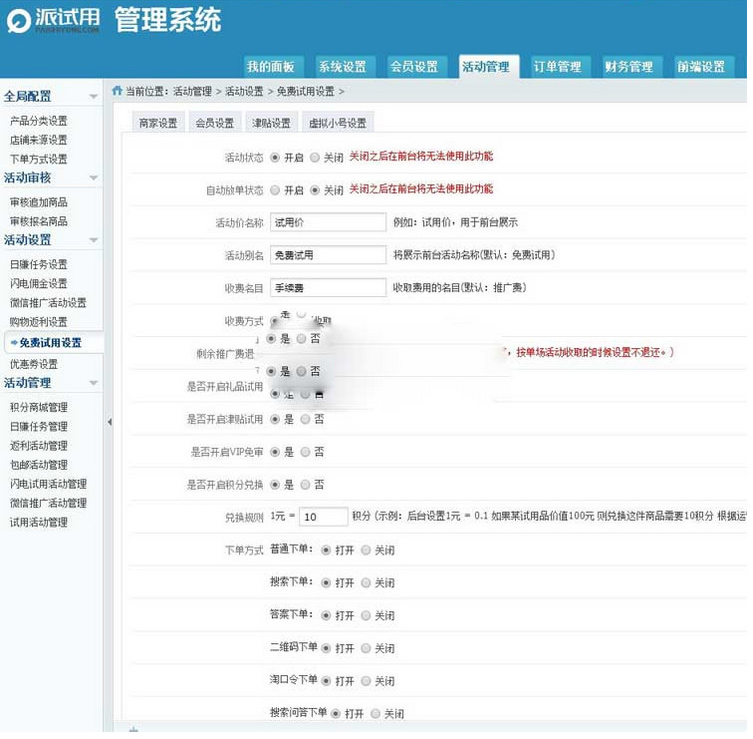 派试用 管理系统
PAISHIYONG.COM
我的面板 系统设置 会员设置 活动管理 订单管理 财务管理 前端设置
全局配置
产品分类设置
店铺来源设置
下单方式设置
活动审核
审核追加商品
审核报名商品
活动设置
日赚任务设置
闪电佣金设置
微信推广活动设置
购物返利设置
免费试用设置
优惠券设置
活动管理
积分商城管理
日赚任务管理
返利活动管理
包邮活动管理
闪电试用活动管理
微信推广活动管理
试用活动管理
当前位置：活动管理 > 活动设置 > 免费试用设置 >
商家设置 会员设置 津贴设置 虚拟小号设置
活动状态 开启 关闭 关闭之后在前台将无法使用此功能
自动放单状态 开启 关闭 关闭之后在前台将无法使用此功能
活动价名称 试用价 例如：试用价，用于前台展示
活动别名 免费试用 将展示前台活动名称(默认：免费试用)
收费名目 手续费 收取费用的名目(默认：推广费)
收费方式 是 收取
是 否
剩余推广费退 ，按单场活动收取的时候设置不退还。)
是 否
是否开启礼品试用 是 否
是否开启津贴试用 是 否
是否开启VIP免审 是 否
是否开启积分兑换 是 否
兑换规则 1元 = 10 积分 (示例：后台设置1元 = 0.1 如果某试用品价值100元 则兑换这件商品需要10积分 根据运
下单方式 普通下单： 打开 关闭
搜索下单： 打开 关闭
答案下单： 打开 关闭
二维码下单 打开 关闭
淘口令下单 打开 关闭
搜索问答下单 打开 关闭